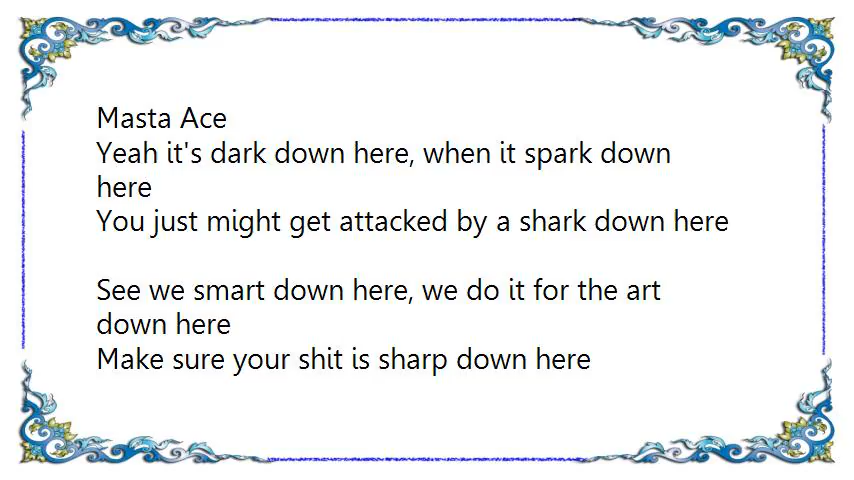 Masta Ace
Yeah it's dark down here, when it spark down
here
You just might get attacked by a shark down here
See we smart down here, we do it for the art
down here
Make sure your shit is sharp down here